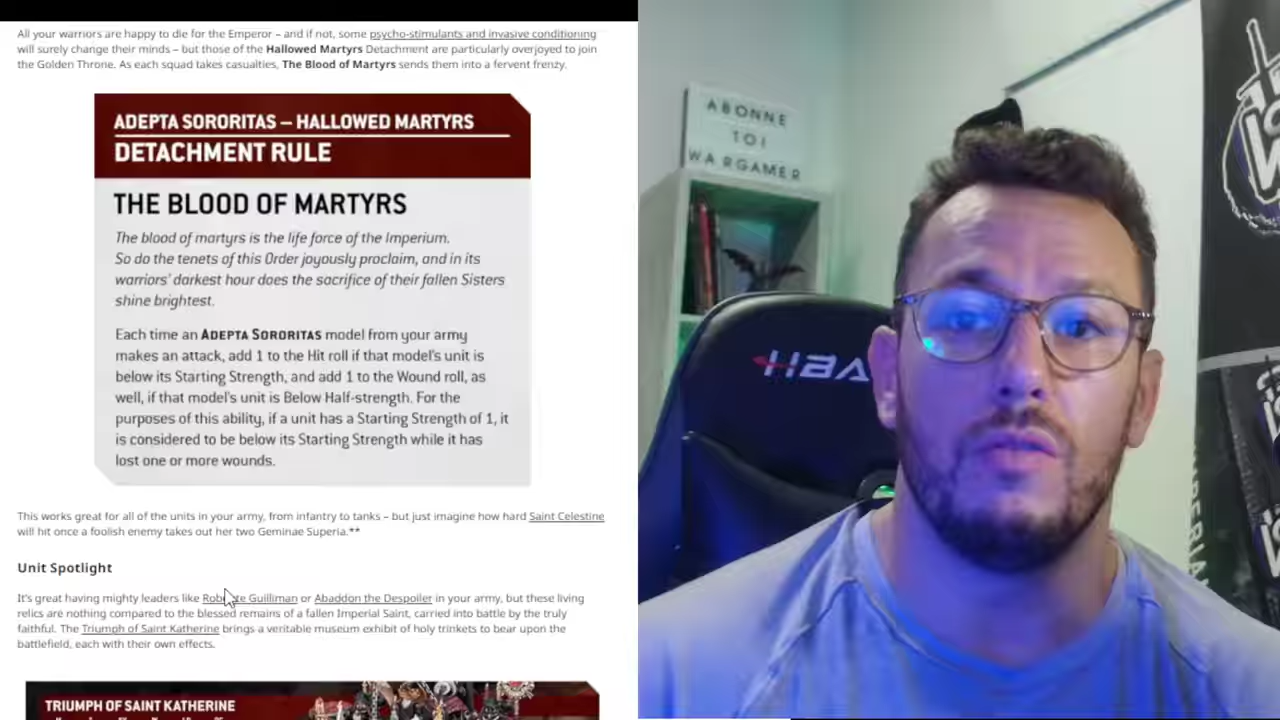 All your warriors are happy to die for the Emperor – and if not, some psycho-stimulants and invasive conditioning
will surely change their minds – but those of the Hallowed Martyrs Detachment are particularly overjoyed to join
the Golden Throne. As each squad takes casualties, The Blood of Martyrs sends them into a fervent frenzy.
ADEPTA SORORITAS – HALLOWED MARTYRS
DETACHMENT RULE
THE BLOOD OF MARTYRS
The blood of martyrs is the life force of the Imperium.
So do the tenets of this Order joyously proclaim, and in its
warriors' darkest hour does the sacrifice of their fallen Sisters
shine brightest.
Each time an ADEPTA SORORITAS model from your army
makes an attack, add 1 to the Hit roll if that model's unit is
below its Starting Strength, and add 1 to the Wound roll, as
well, if that model's unit is Below Half-strength. For the
purposes of this ability, if a unit has a Starting Strength of 1, it
is considered to be below its Starting Strength while it has
lost one or more wounds.
This works great for all of the units in your army, from infantry to tanks – but just imagine how hard Saint Celestine
will hit once a foolish enemy takes out her two Geminae Superia.**
Unit Spotlight
It's great having mighty leaders like Roboute Guilliman or Abaddon the Despoiler in your army, but these living
relics are nothing compared to the blessed remains of a fallen Imperial Saint, carried into battle by the truly
faithful. The Triumph of Saint Katherine brings a veritable museum exhibit of holy trinkets to bear upon the
battlefield, each with their own effects.
TRIUMPH OF SAINT KATHERINE
ABONNE
TOI
WARGAMER
HBA